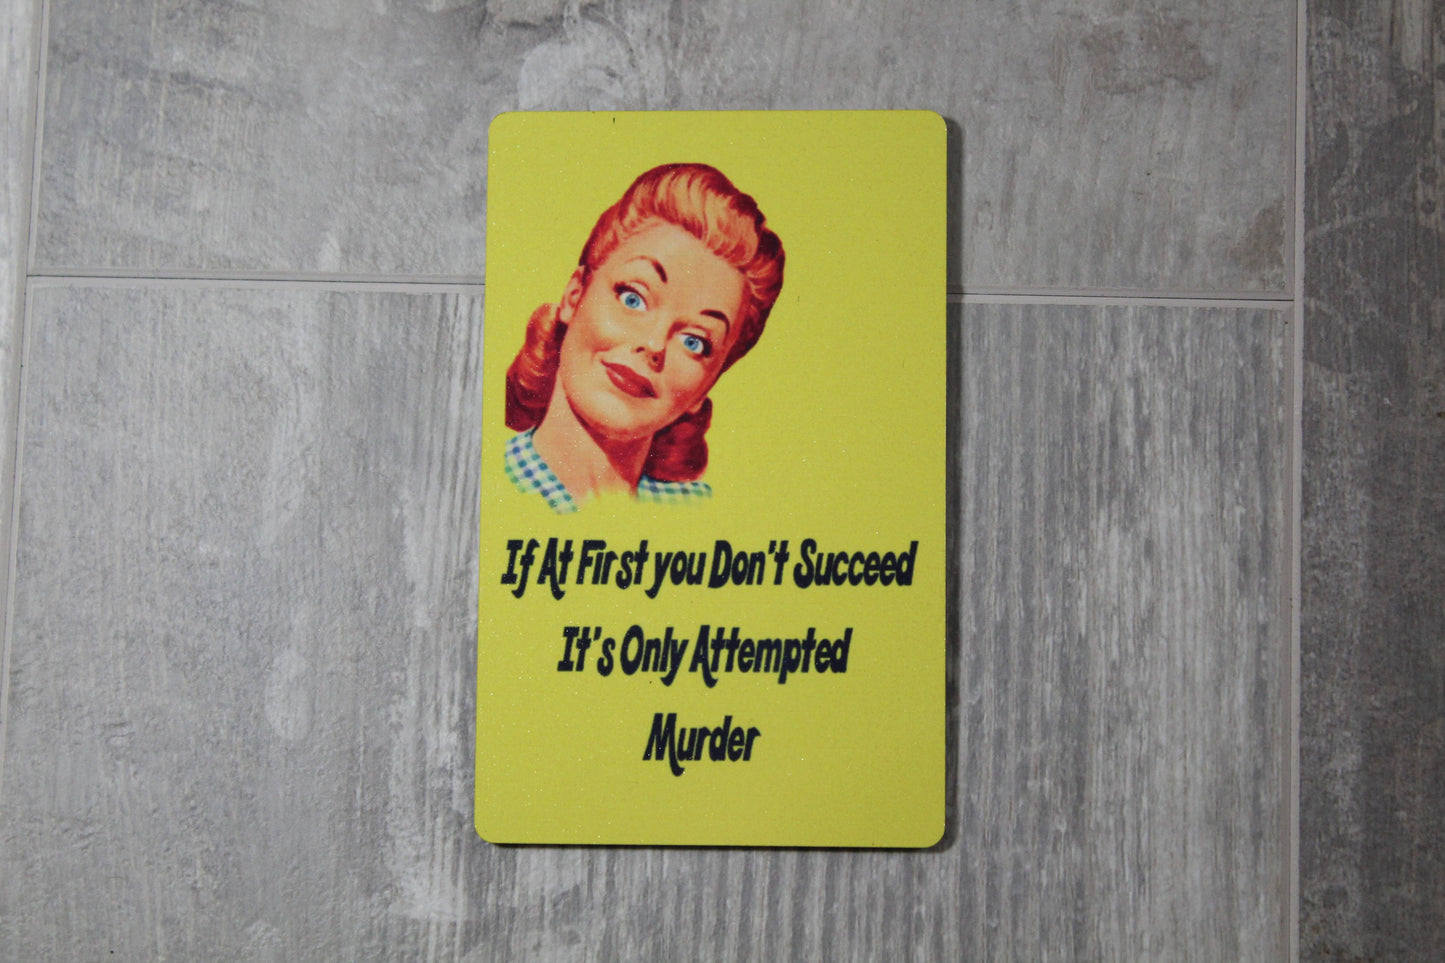 If At First you Don't Succeed
It's Only Attempted
Murder